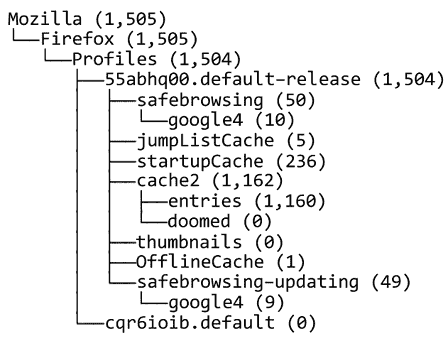 Mozilla (1,505)
└──Firefox (1,505)
   └──Profiles (1,504)
      ├──55abhq00.default-release (1,504)
      │  ├──safebrowsing (50)
      │  │  └──google4 (10)
      │  ├──jumpListCache (5)
      │  ├──startupCache (236)
      │  ├──cache2 (1,162)
      │  │  ├──entries (1,160)
      │  │  └──doomed (0)
      │  ├──thumbnails (0)
      │  ├──OfflineCache (1)
      │  └──safebrowsing-updating (49)
      │     └──google4 (9)
      └──cqr6ioib.default (0)